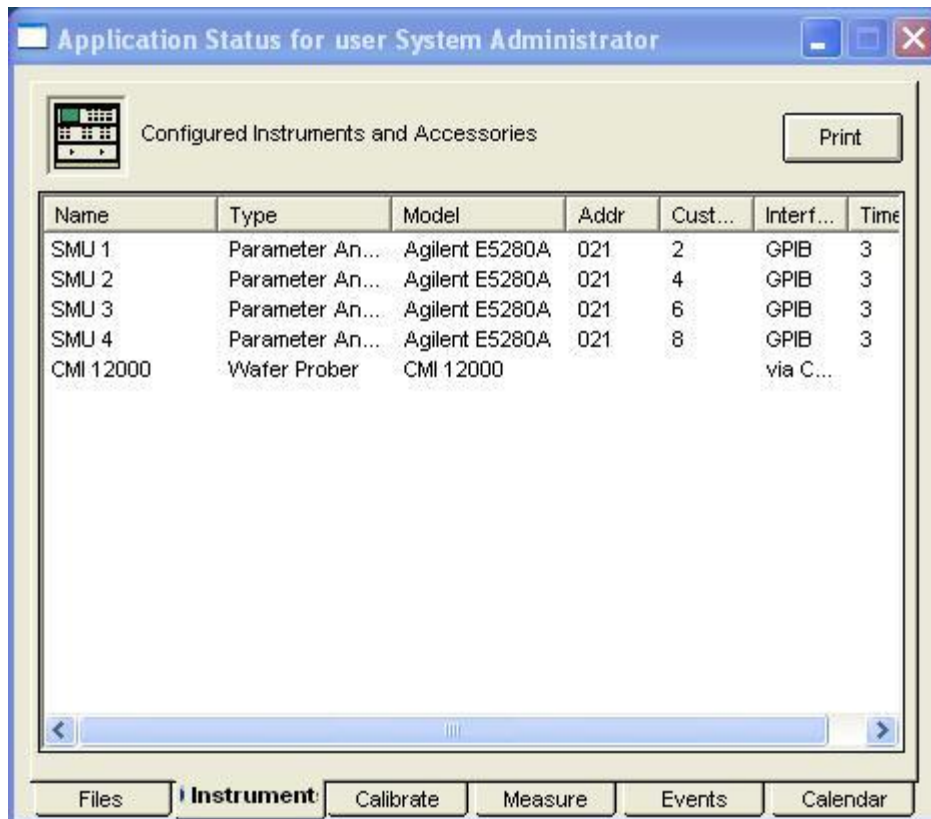 Application Status for user System Administrator
Configured Instruments and Accessories
Print
Name Type Model Addr Cust... Interf... Time
SMU 1 Parameter An... Agilent E5280A 021 2 GPIB 3
SMU 2 Parameter An... Agilent E5280A 021 4 GPIB 3
SMU 3 Parameter An... Agilent E5280A 021 6 GPIB 3
SMU 4 Parameter An... Agilent E5280A 021 8 GPIB 3
CMI 12000 Wafer Prober CMI 12000 via C...
Files Instrument Calibrate Measure Events Calendar